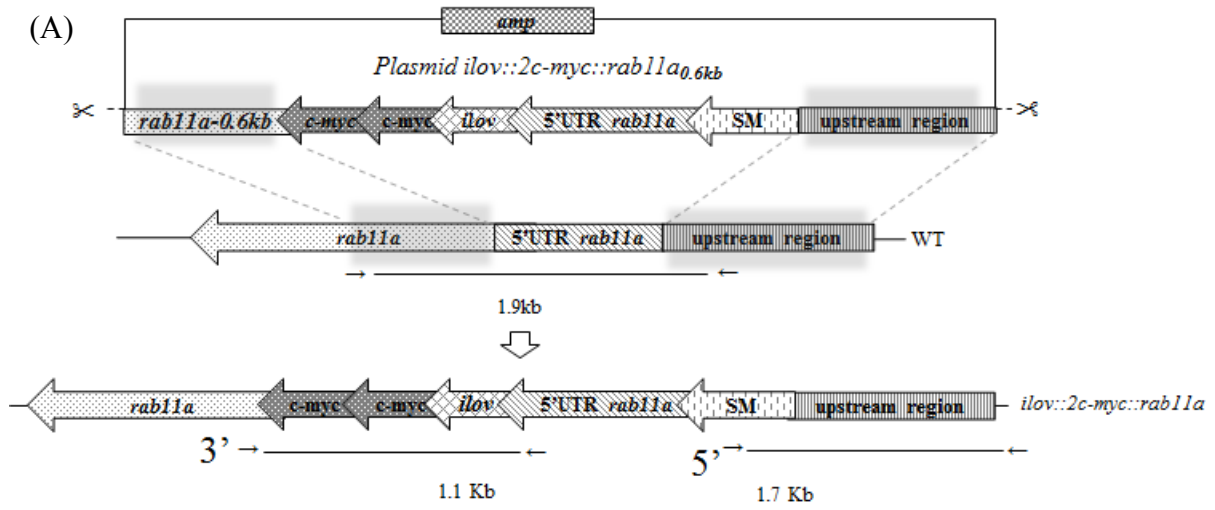 (A)
amp
Plasmid ilov::2c-myc::rab11a0.6kb
rab11a-0.6kb c-myc c-myc ilov 5'UTR rab11a SM upstream region
rab11a 5'UTR rab11a upstream region WT
1.9kb
rab11a c-myc c-myc ilov 5'UTR rab11a SM upstream region ilov::2c-myc::rab11a
3' 5'
1.1 Kb 1.7 Kb